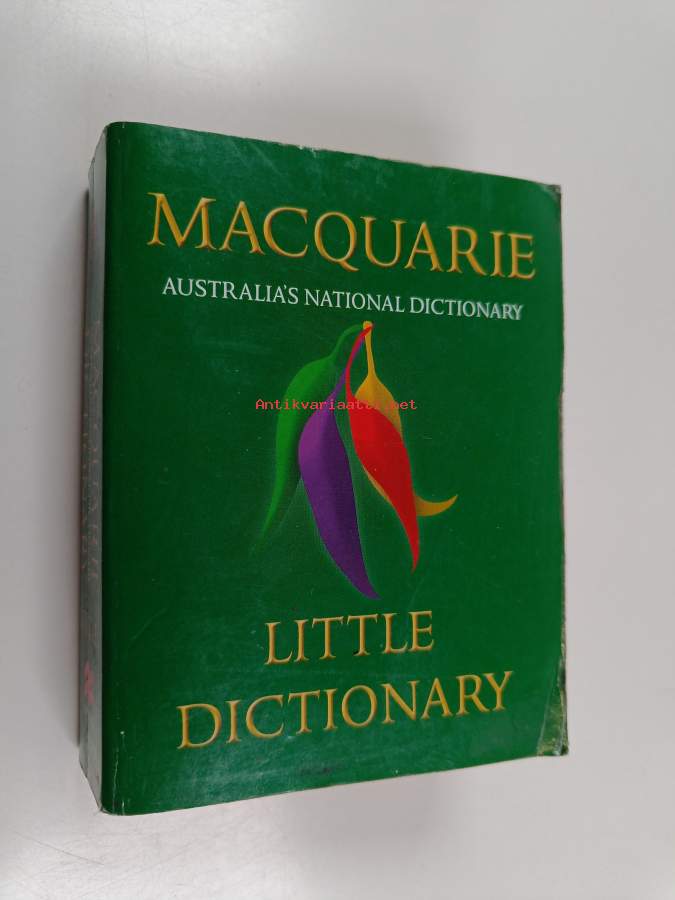 MACQUARIE
AUSTRALIA'S NATIONAL DICTIONARY
Antikvariaatti.net
LITTLE
DICTIONARY